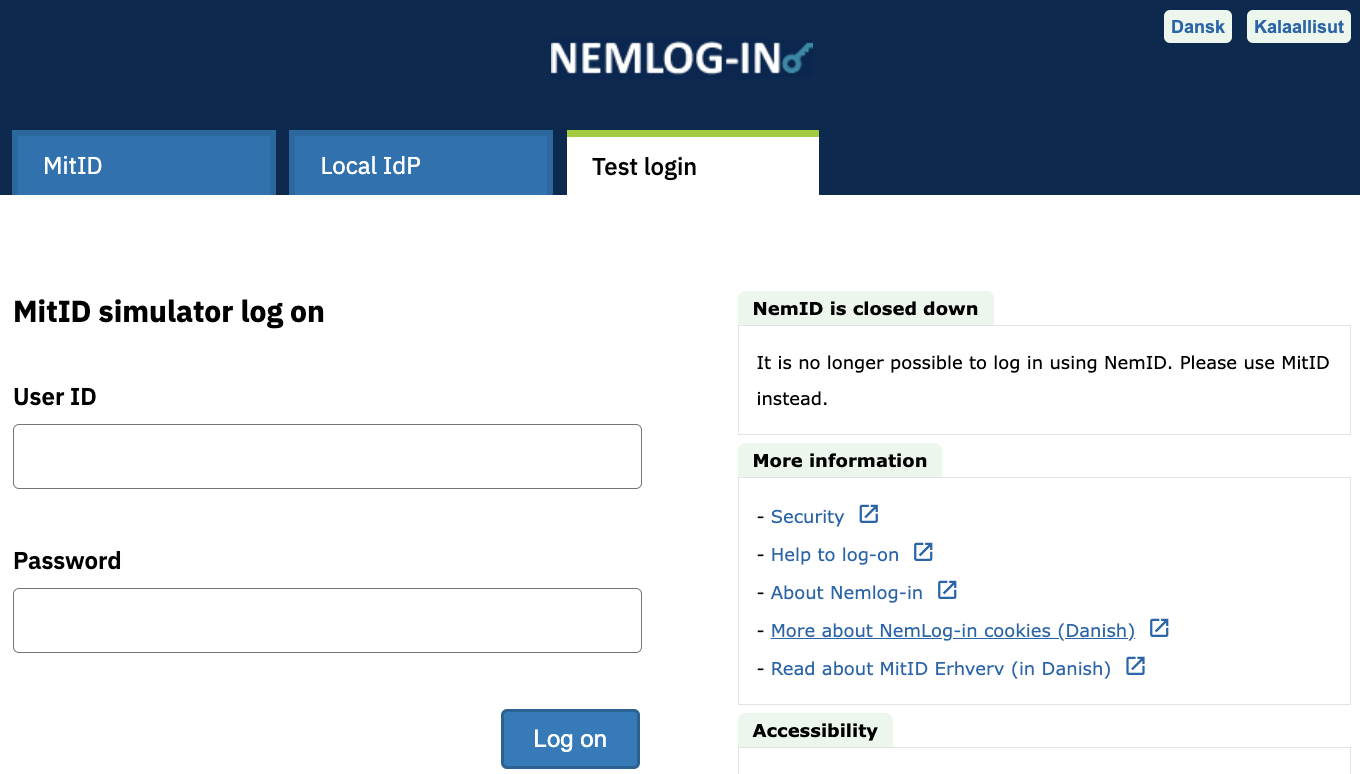 Dansk
Kalaallisut
NEMLOG-IN
MitID
Local IdP
Test login
MitID simulator log on
User ID
Password
Log on
NemID is closed down
It is no longer possible to log in using NemID. Please use MitID
instead.
More information
- Security
- Help to log-on
- About Nemlog-in
- More about NemLog-in cookies (Danish)
- Read about MitID Erhverv (in Danish)
Accessibility